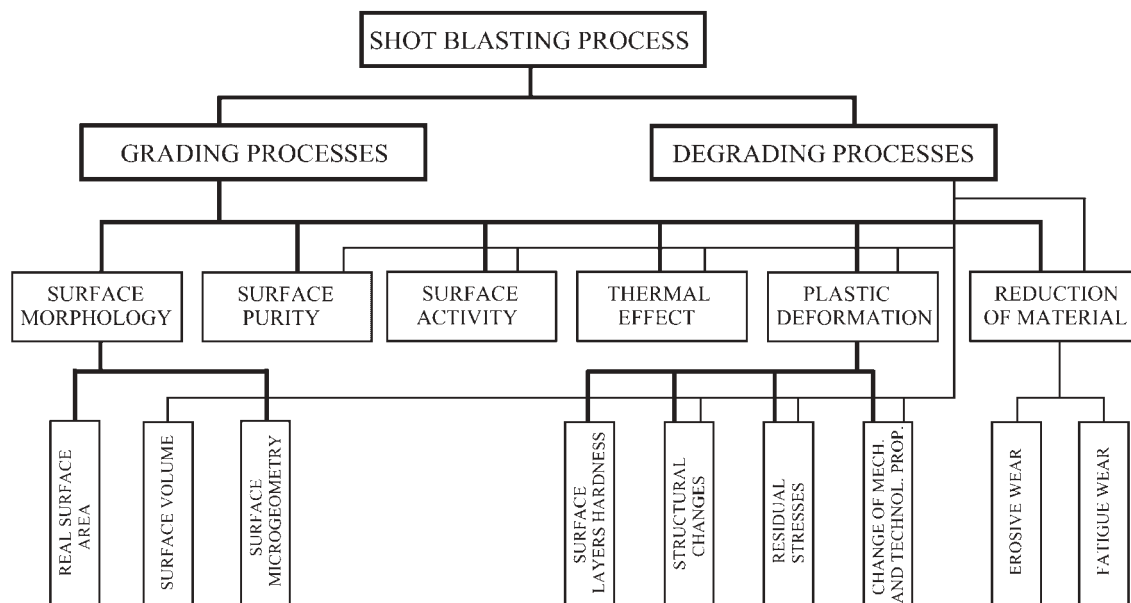 SHOT BLASTING PROCESS
GRADING PROCESSES
DEGRADING PROCESSES
SURFACE
MORPHOLOGY
SURFACE
PURITY
SURFACE
ACTIVITY
THERMAL
EFFECT
PLASTIC
DEFORMATION
REDUCTION
OF MATERIAL
REAL SURFACE
AREA
SURFACE VOLUME
SURFACE
MICROGEOMETRY
SURFACE
LAYERS HARDNESS
STRUCTURAL
CHANGES
RESIDUAL
STRESSES
CHANGE OF MECH.
AND TECHNOL. PROP.
EROSIVE WEAR
FATIGUE WEAR